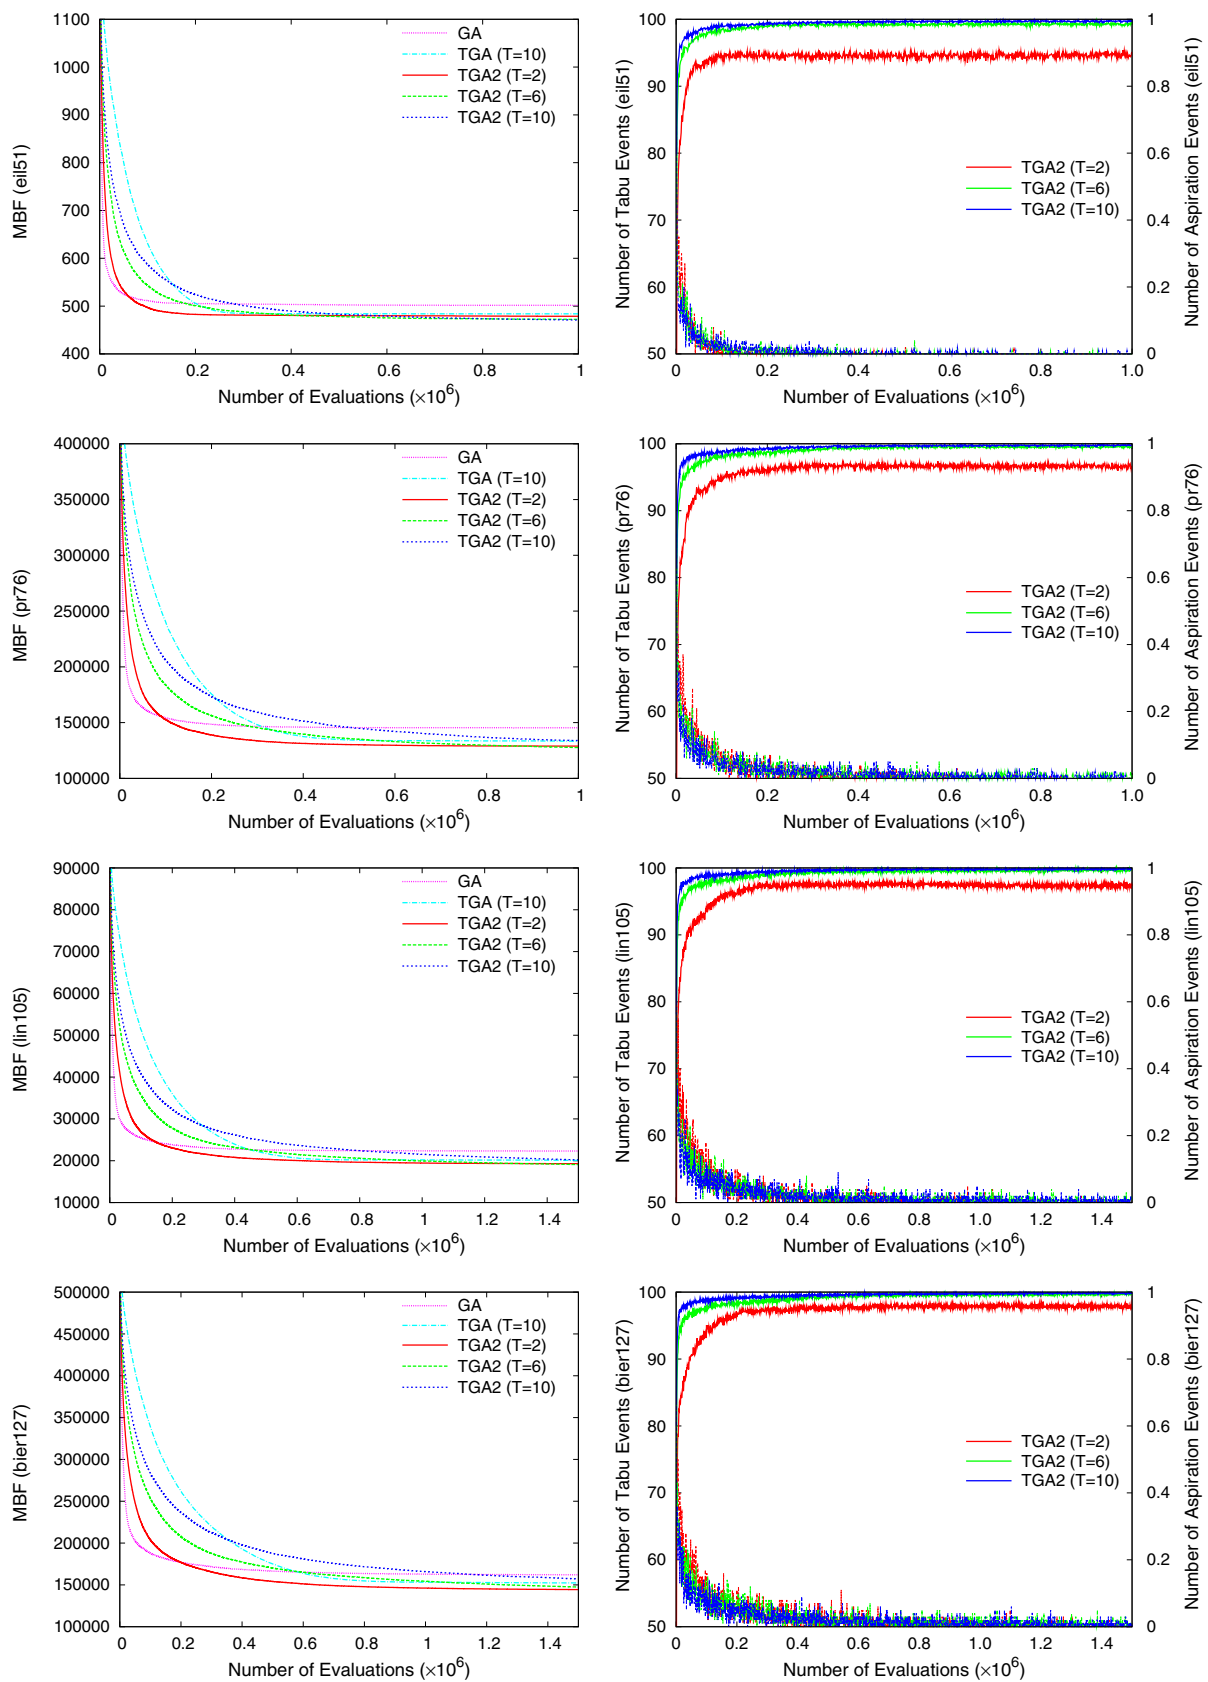 MBF (eil51)
1100
1000
900
800
700
600
500
400
0 0.2 0.4 0.6 0.8 1
Number of Evaluations (×10⁶)
GA
TGA (T=10)
TGA2 (T=2)
TGA2 (T=6)
TGA2 (T=10)
Number of Tabu Events (eil51)
100
90
80
70
60
50
0 0.2 0.4 0.6 0.8 1.0
Number of Evaluations (×10⁶)
TGA2 (T=2)
TGA2 (T=6)
TGA2 (T=10)
1
0.8
0.6
0.4
0.2
0
Number of Aspiration Events (eil51)
MBF (pr76)
400000
350000
300000
250000
200000
150000
100000
0 0.2 0.4 0.6 0.8 1
Number of Evaluations (×10⁶)
GA
TGA (T=10)
TGA2 (T=2)
TGA2 (T=6)
TGA2 (T=10)
Number of Tabu Events (pr76)
100
90
80
70
60
50
0 0.2 0.4 0.6 0.8 1.0
Number of Evaluations (×10⁶)
TGA2 (T=2)
TGA2 (T=6)
TGA2 (T=10)
1
0.8
0.6
0.4
0.2
0
Number of Aspiration Events (pr76)
MBF (lin105)
90000
80000
70000
60000
50000
40000
30000
20000
10000
0 0.2 0.4 0.6 0.8 1 1.2 1.4
Number of Evaluations (×10⁶)
GA
TGA (T=10)
TGA2 (T=2)
TGA2 (T=6)
TGA2 (T=10)
Number of Tabu Events (lin105)
100
90
80
70
60
50
0 0.2 0.4 0.6 0.8 1.0 1.2 1.4
Number of Evaluations (×10⁶)
TGA2 (T=2)
TGA2 (T=6)
TGA2 (T=10)
1
0.8
0.6
0.4
0.2
0
Number of Aspiration Events (lin105)
MBF (bier127)
500000
450000
400000
350000
300000
250000
200000
150000
100000
0 0.2 0.4 0.6 0.8 1 1.2 1.4
Number of Evaluations (×10⁶)
GA
TGA (T=10)
TGA2 (T=2)
TGA2 (T=6)
TGA2 (T=10)
Number of Tabu Events (bier127)
100
90
80
70
60
50
0 0.2 0.4 0.6 0.8 1.0 1.2 1.4
Number of Evaluations (×10⁶)
TGA2 (T=2)
TGA2 (T=6)
TGA2 (T=10)
1
0.8
0.6
0.4
0.2
0
Number of Aspiration Events (bier127)